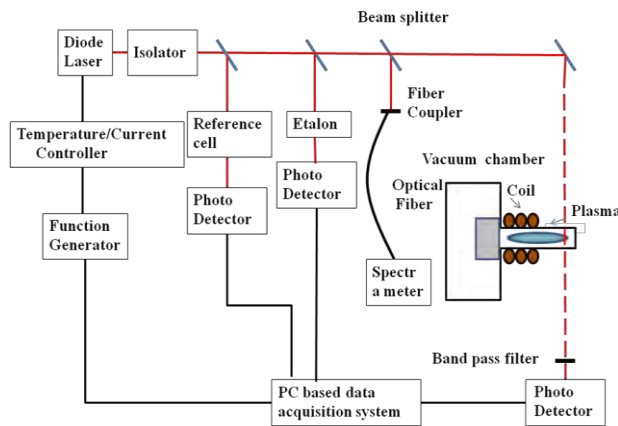 Beam splitter
Diode
Laser
Isolator
Fiber
Coupler
Temperature/Current
Controller
Reference
cell
Etalon
Vacuum chamber
Photo
Detector
Photo
Detector
Optical
Fiber
Coil
Plasma
Function
Generator
Spectr
a meter
Band pass filter
PC based data
acquisition system
Photo
Detector